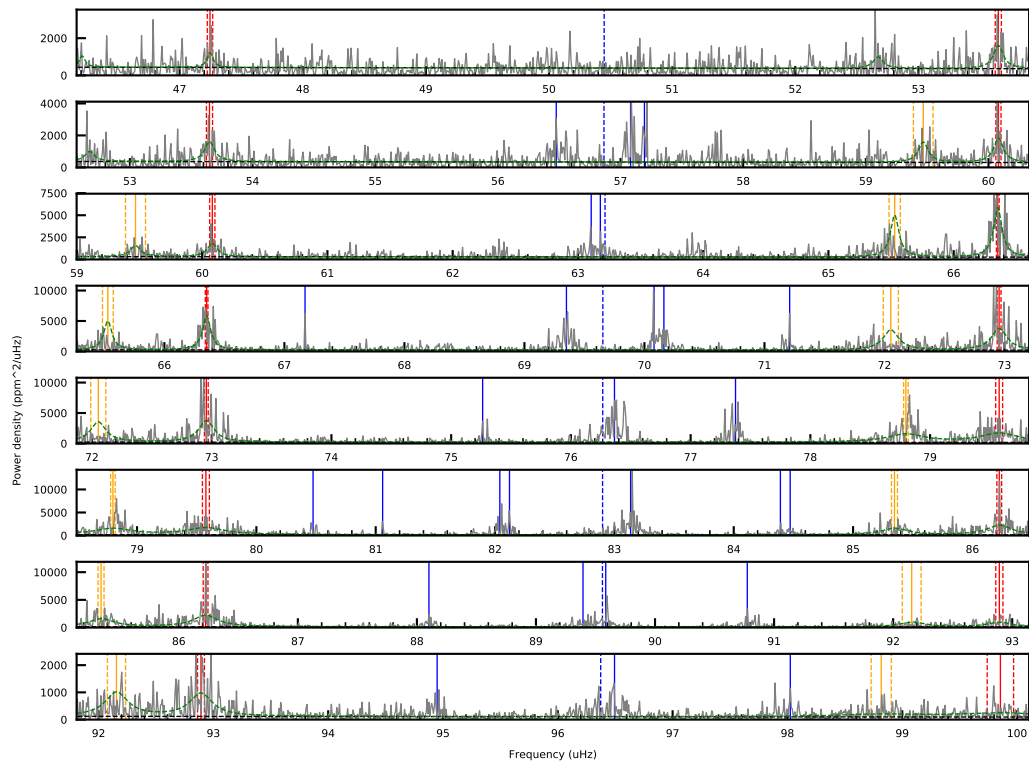 2000
0
47 48 49 50 51 52 53
4000
2000
0
53 54 55 56 57 58 59 60
7500
5000
2500
0
59 60 61 62 63 64 65 66
10000
5000
0
66 67 68 69 70 71 72 73
10000
5000
0
72 73 74 75 76 77 78 79
Power density (ppm^2/uHz)
10000
5000
0
79 80 81 82 83 84 85 86
10000
5000
0
86 87 88 89 90 91 92 93
2000
1000
0
92 93 94 95 96 97 98 99 100
Frequency (uHz)